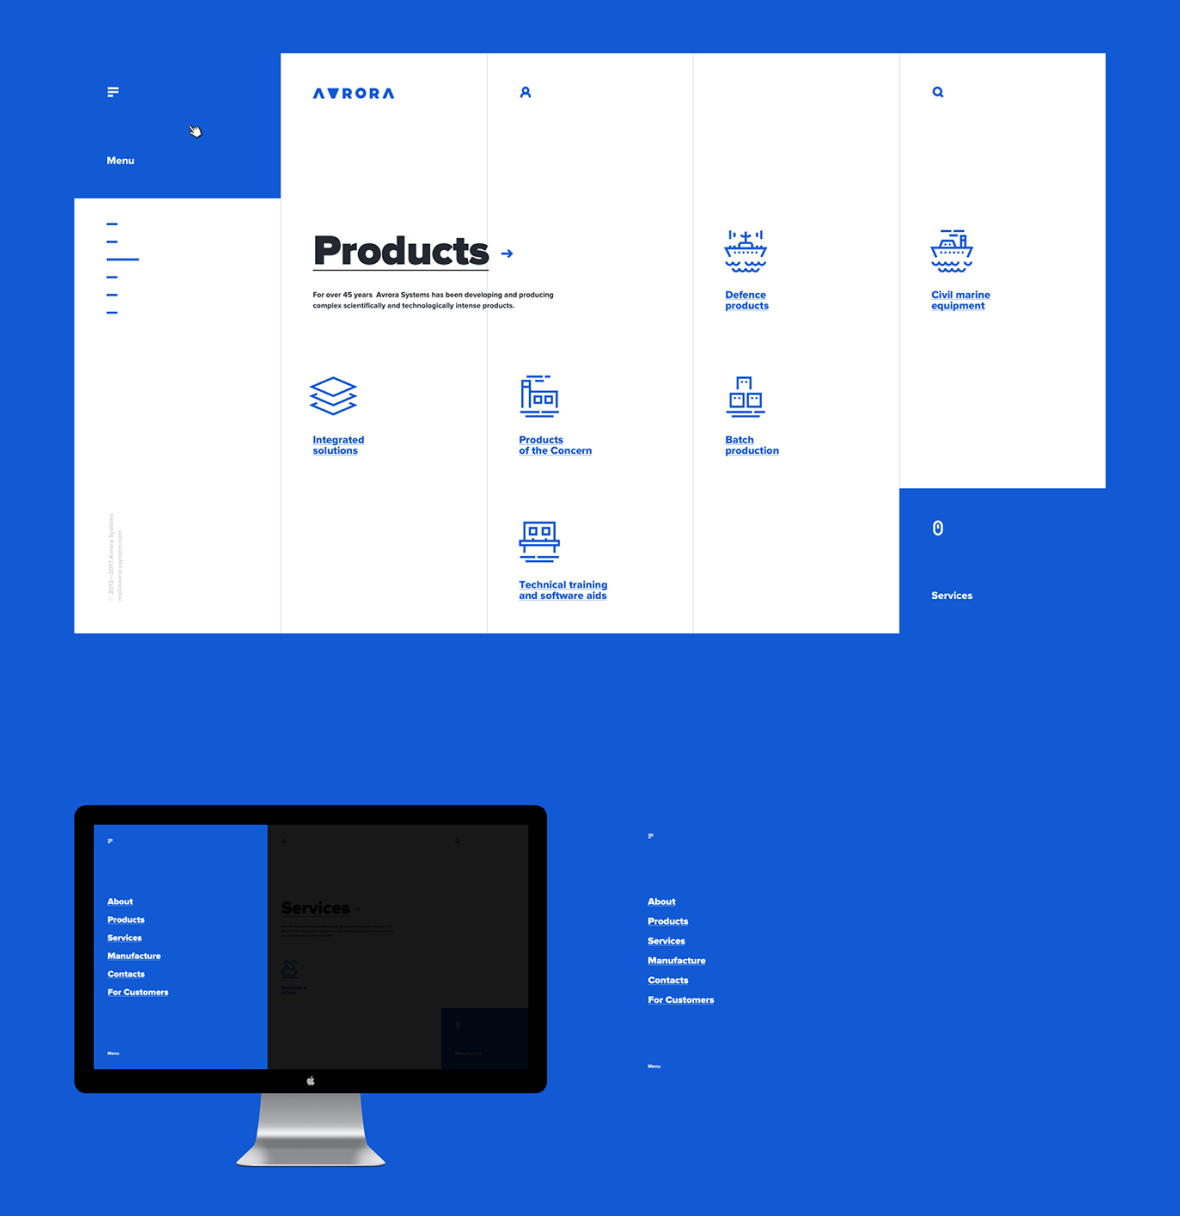 Menu
AVRORA
Products
For over 45 years Avrora Systems has been developing and producing
complex scientifically and technologically intense products.
Defence
products
Civil marine
equipment
Integrated
solutions
Products
of the Concern
Batch
production
Technical training
and software aids
© 2012—2017 Avrora Systems
Services
About
Products
Services
Manufacture
Contacts
For Customers
Menu
Services
About
Products
Services
Manufacture
Contacts
For Customers
Menu